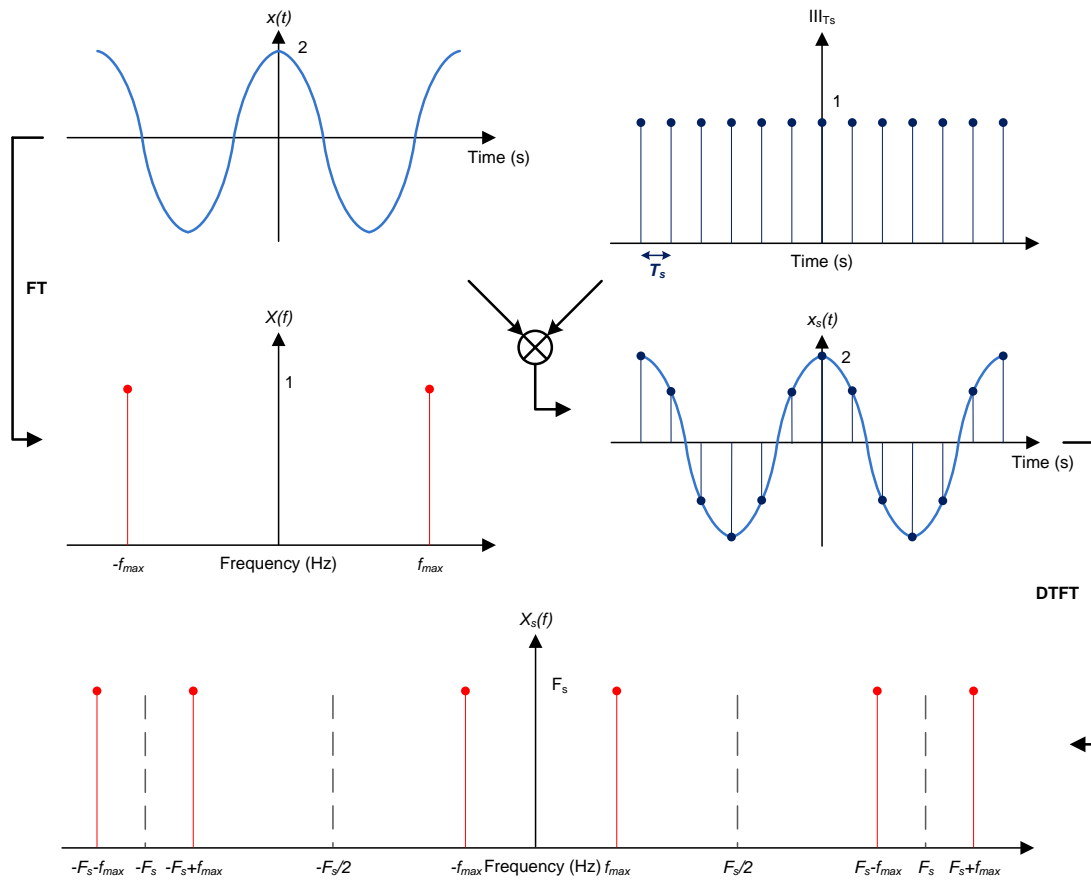 x(t)
2
Time (s)
III_Ts
1
Time (s)
T_s
FT
X(f)
1
-f_max
Frequency (Hz)
f_max
x_s(t)
2
Time (s)
DTFT
X_s(f)
F_s
-F_s-f_max
-F_s
-F_s+f_max
-F_s/2
-f_max
Frequency (Hz)
f_max
F_s/2
F_s-f_max
F_s
F_s+f_max